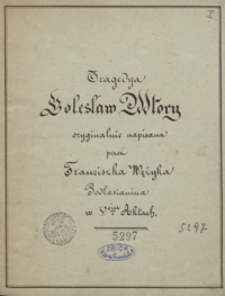 Tragedya
Bolesław Wtóry
oryginalnie napisana
przez
Franciszka Wężyka
Podlasianina
w 5ciu Aktach.
5297
5297